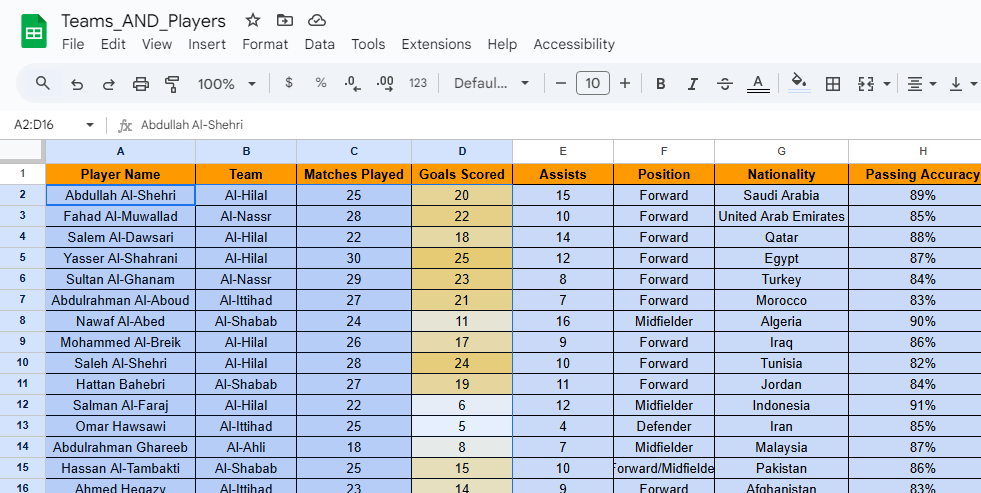 Teams_AND_Players
File Edit View Insert Format Data Tools Extensions Help Accessibility
100% $ % .0 .00 123 Defaul... − 10 + B I A
A2:D16 fx Abdullah Al-Shehri
A B C D E F G H
1 Player Name Team Matches Played Goals Scored Assists Position Nationality Passing Accuracy
2 Abdullah Al-Shehri Al-Hilal 25 20 15 Forward Saudi Arabia 89%
3 Fahad Al-Muwallad Al-Nassr 28 22 10 Forward United Arab Emirates 85%
4 Salem Al-Dawsari Al-Hilal 22 18 14 Forward Qatar 88%
5 Yasser Al-Shahrani Al-Hilal 30 25 12 Forward Egypt 87%
6 Sultan Al-Ghanam Al-Nassr 29 23 8 Forward Turkey 84%
7 Abdulrahman Al-Aboud Al-Ittihad 27 21 7 Forward Morocco 83%
8 Nawaf Al-Abed Al-Shabab 24 11 16 Midfielder Algeria 90%
9 Mohammed Al-Breik Al-Hilal 26 17 9 Forward Iraq 86%
10 Saleh Al-Shehri Al-Hilal 28 24 10 Forward Tunisia 82%
11 Hattan Bahebri Al-Shabab 27 19 11 Forward Jordan 84%
12 Salman Al-Faraj Al-Hilal 22 6 12 Midfielder Indonesia 91%
13 Omar Hawsawi Al-Ittihad 25 5 4 Defender Iran 85%
14 Abdulrahman Ghareeb Al-Ahli 18 8 7 Midfielder Malaysia 87%
15 Hassan Al-Tambakti Al-Shabab 25 15 10 Forward/Midfielde Pakistan 86%
16 Ahmed Hegazy Al-Ittihad 23 14 9 Forward Afghanistan 83%